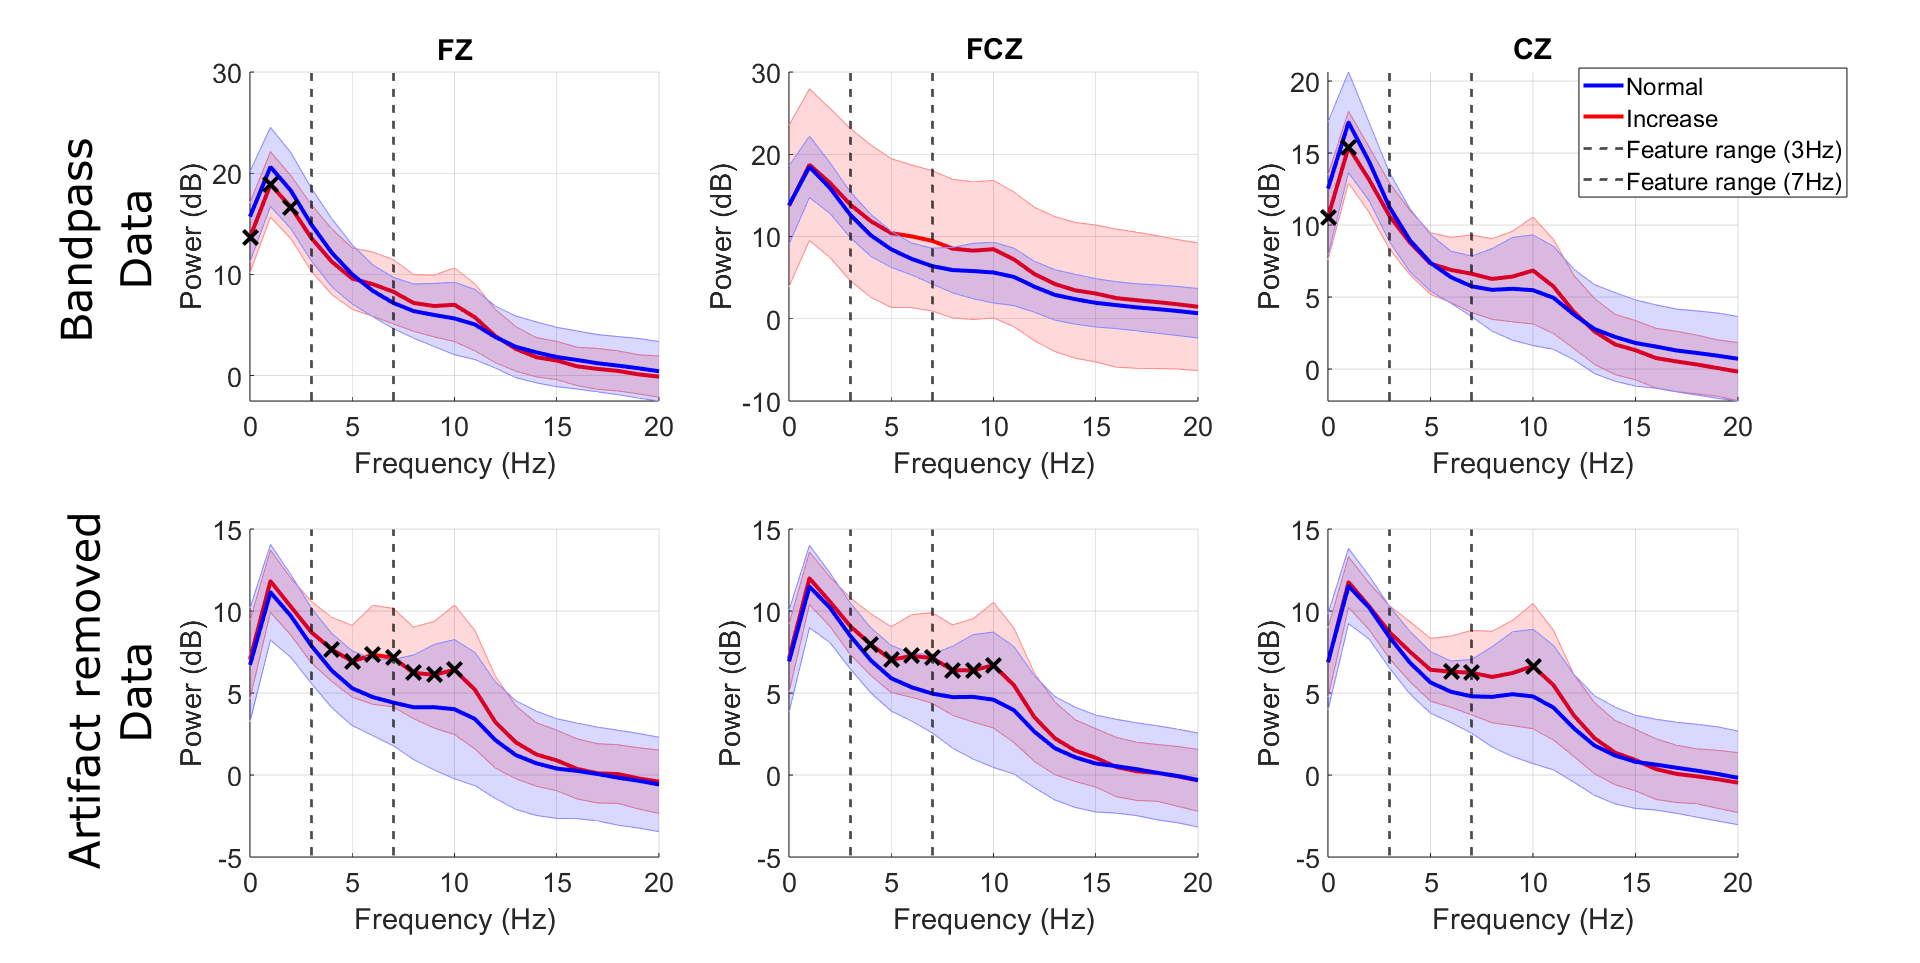 FZ
FCZ
CZ
Normal
Increase
Feature range (3Hz)
Feature range (7Hz)
Bandpass
Data
Power (dB)
30
20
10
0
0 5 10 15 20
Frequency (Hz)
Power (dB)
30
20
10
0
-10
0 5 10 15 20
Frequency (Hz)
Power (dB)
20
15
10
5
0
0 5 10 15 20
Frequency (Hz)
Artifact removed
Data
Power (dB)
15
10
5
0
-5
0 5 10 15 20
Frequency (Hz)
Power (dB)
15
10
5
0
-5
0 5 10 15 20
Frequency (Hz)
Power (dB)
15
10
5
0
-5
0 5 10 15 20
Frequency (Hz)